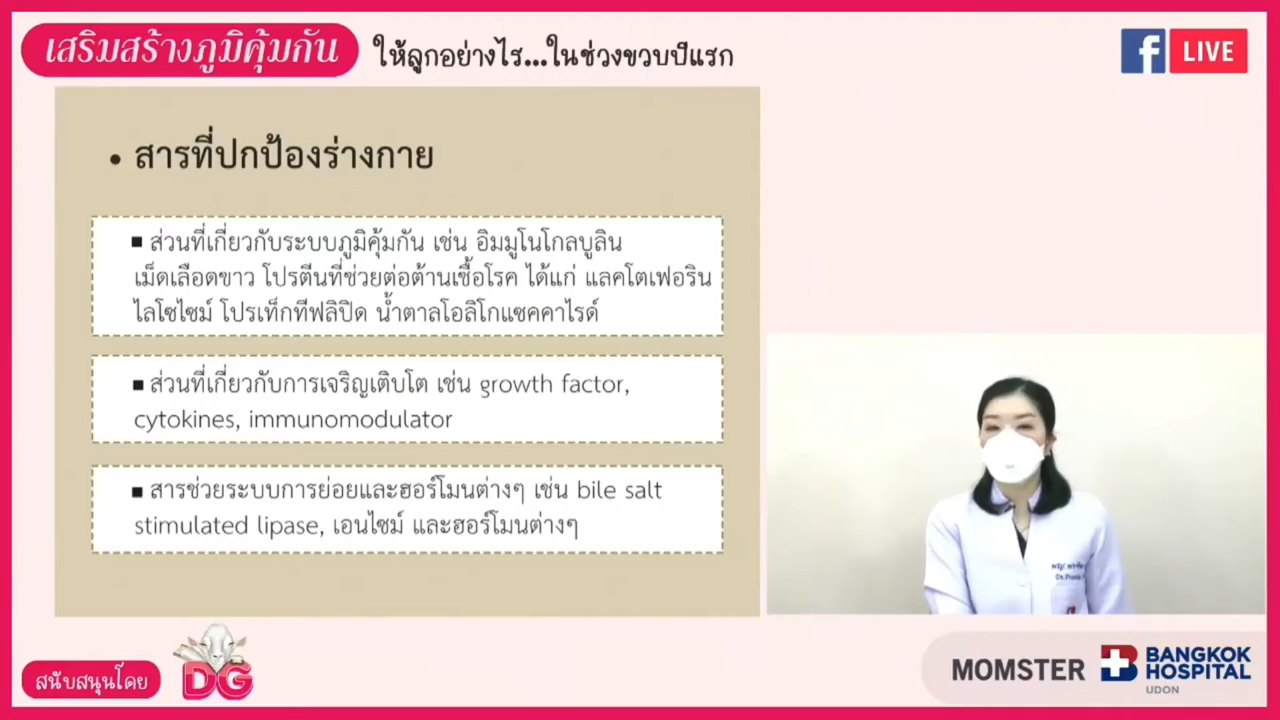 เสริมสร้างภูมิคุ้มกัน ให้ลูกอย่างไร...ในช่วงขวบปีแรก
f LIVE
• สารที่ปกป้องร่างกาย
▪ ส่วนที่เกี่ยวกับระบบภูมิคุ้มกัน เช่น อิมมูโนโกลบูลิน
เม็ดเลือดขาว โปรตีนที่ช่วยต่อต้านเชื้อโรค ได้แก่ แลคโตเฟอริน
ไลโซไซม์ โปรเท็กทีฟลิปิด น้ำตาลโอลิโกแซคคาไรด์
▪ ส่วนที่เกี่ยวกับการเจริญเติบโต เช่น growth factor,
cytokines, immunomodulator
▪ สารช่วยระบบการย่อยและฮอร์โมนต่างๆ เช่น bile salt
stimulated lipase, เอนไซม์ และฮอร์โมนต่างๆ
สนับสนุนโดย
DG
MOMSTER
BANGKOK
HOSPITAL
UDON